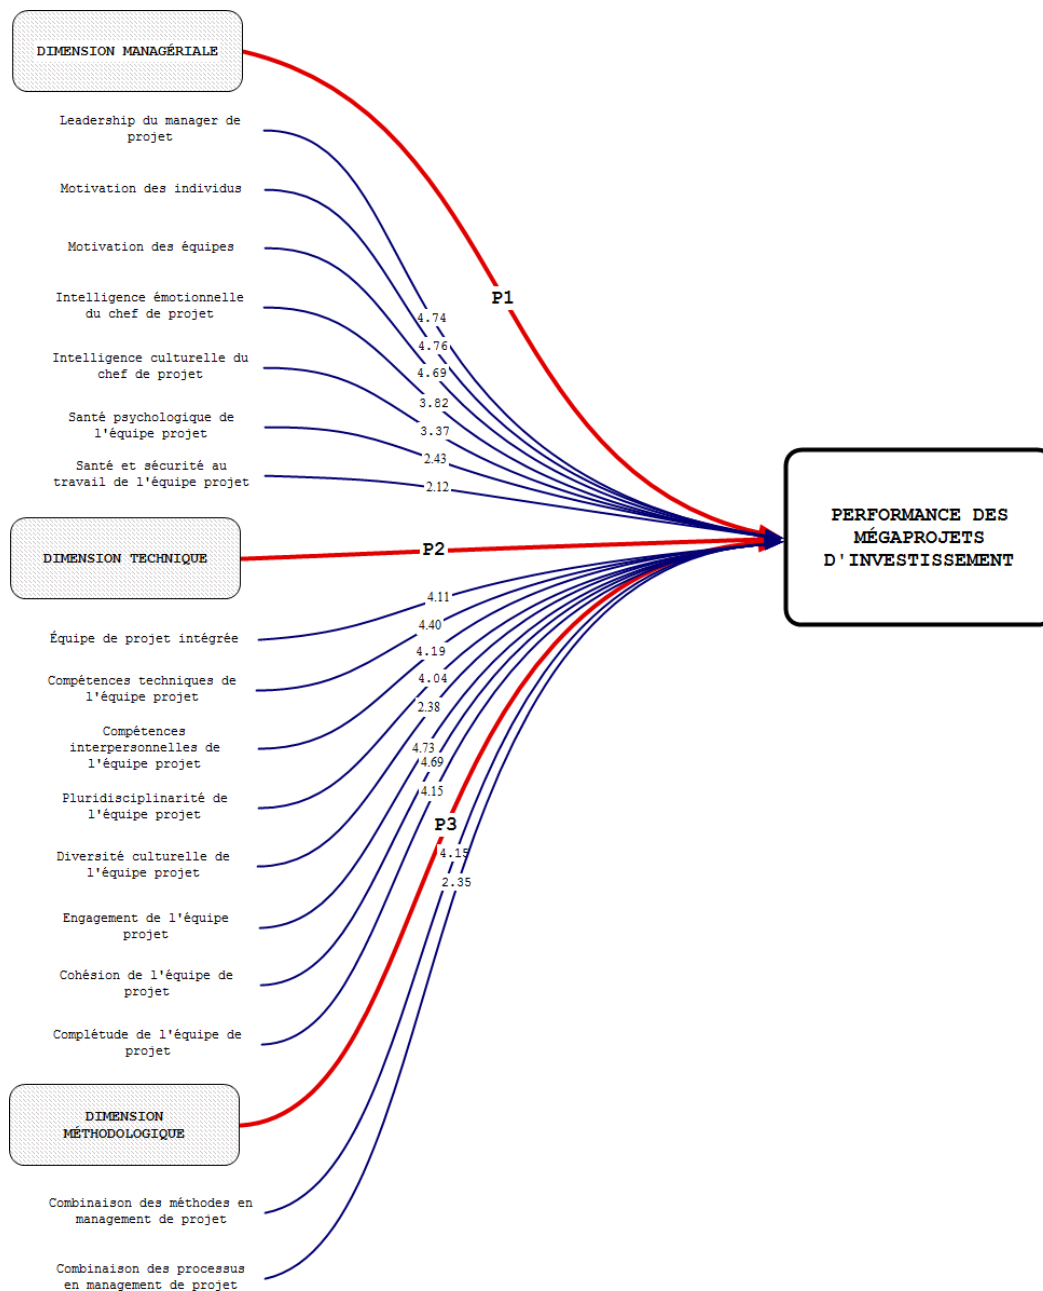 DIMENSION MANAGÉRIALE
Leadership du manager de
projet
Motivation des individus
Motivation des équipes
Intelligence émotionnelle
du chef de projet
Intelligence culturelle du
chef de projet
Santé psychologique de
l'équipe projet
Santé et sécurité au
travail de l'équipe projet
P1
4.74
4.76
4.69
3.82
3.37
2.43
2.12
DIMENSION TECHNIQUE
P2
PERFORMANCE DES
MÉGAPROJETS
D'INVESTISSEMENT
Équipe de projet intégrée
Compétences techniques de
l'équipe projet
Compétences
interpersonnelles de
l'équipe projet
Pluridisciplinarité de
l'équipe projet
Diversité culturelle de
l'équipe projet
Engagement de l'équipe
projet
Cohésion de l'équipe de
projet
Complétude de l'équipe de
projet
4.11
4.40
4.19
4.04
2.38
4.73
4.69
4.15
P3
4.15
2.35
DIMENSION
MÉTHODOLOGIQUE
Combinaison des méthodes en
management de projet
Combinaison des processus
en management de projet